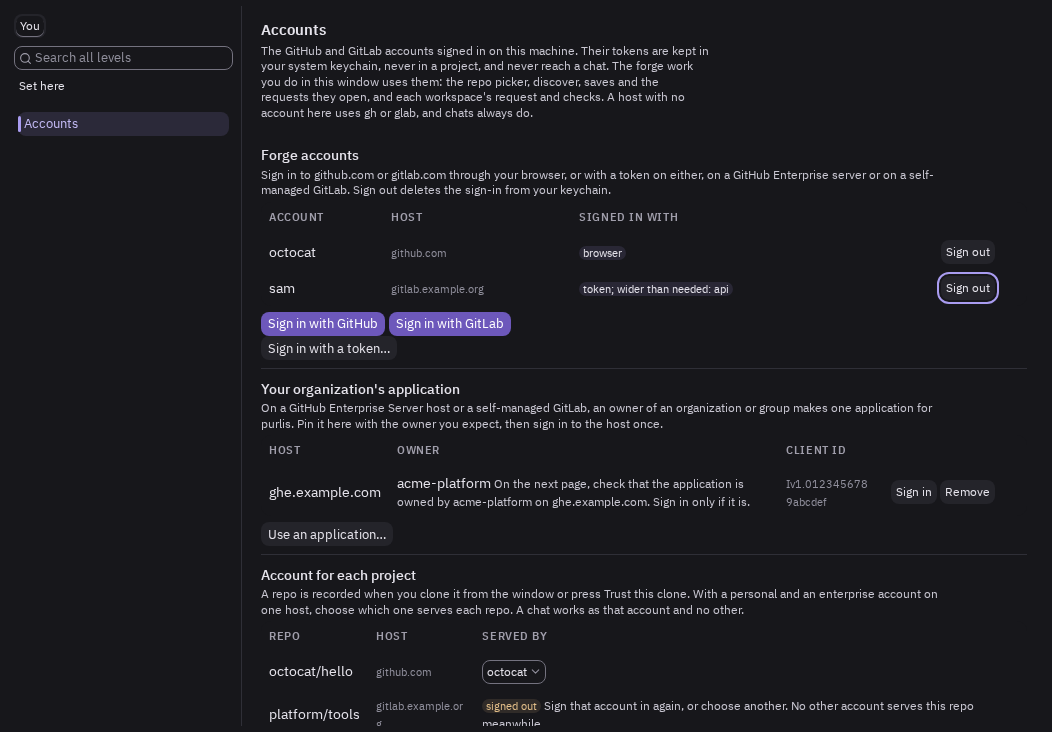 You
Search all levels
Set here
Accounts
Accounts
The GitHub and GitLab accounts signed in on this machine. Their tokens are kept in
your system keychain, never in a project, and never reach a chat. The forge work
you do in this window uses them: the repo picker, discover, saves and the
requests they open, and each workspace's request and checks. A host with no
account here uses gh or glab, and chats always do.
Forge accounts
Sign in to github.com or gitlab.com through your browser, or with a token on either, on a GitHub Enterprise server or on a self-
managed GitLab. Sign out deletes the sign-in from your keychain.
ACCOUNT HOST SIGNED IN WITH
octocat github.com browser Sign out
sam gitlab.example.org token; wider than needed: api Sign out
Sign in with GitHub Sign in with GitLab
Sign in with a token...
Your organization's application
On a GitHub Enterprise Server host or a self-managed GitLab, an owner of an organization or group makes one application for
purlis. Pin it here with the owner you expect, then sign in to the host once.
HOST OWNER CLIENT ID
ghe.example.com acme-platform On the next page, check that the application is Iv1.012345678 Sign in Remove
owned by acme-platform on ghe.example.com. Sign in only if it is. 9abcdef
Use an application...
Account for each project
A repo is recorded when you clone it from the window or press Trust this clone. With a personal and an enterprise account on
one host, choose which one serves each repo. A chat works as that account and no other.
REPO HOST SERVED BY
octocat/hello github.com octocat
platform/tools gitlab.example.or signed out Sign that account in again, or choose another. No other account serves this repo
g meanwhile